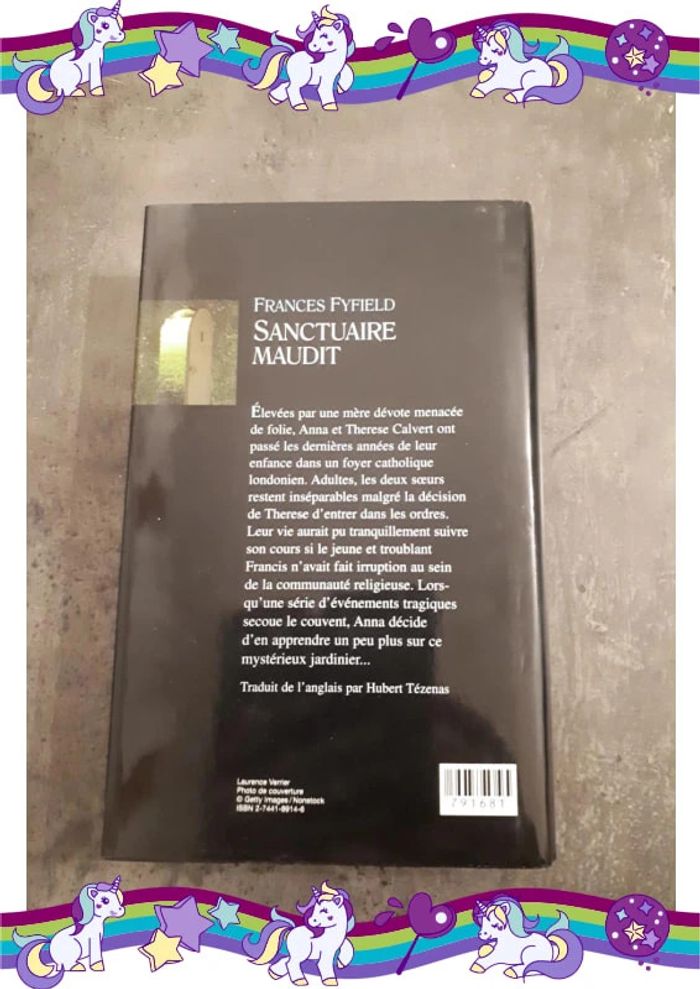 FRANCES FYFIELD
SANCTUAIRE
MAUDIT
Élevées par une mère dévote menacée
de folie, Anna et Therese Calvert ont
passé les dernières années de leur
enfance dans un foyer catholique
londonien. Adultes, les deux sœurs
restent inséparables malgré la décision
de Therese d'entrer dans les ordres.
Leur vie aurait pu tranquillement suivre
son cours si le jeune et troublant
Francis n'avait fait irruption au sein
de la communauté religieuse. Lors-
qu'une série d'événements tragiques
secoue le couvent, Anna décide
d'en apprendre un peu plus sur ce
mystérieux jardinier...
Traduit de l'anglais par Hubert Tézenas
Laurence Verrier
Photo de couverture
© Getty Images / Nonstock
ISBN 2-7441-8914-6
791681